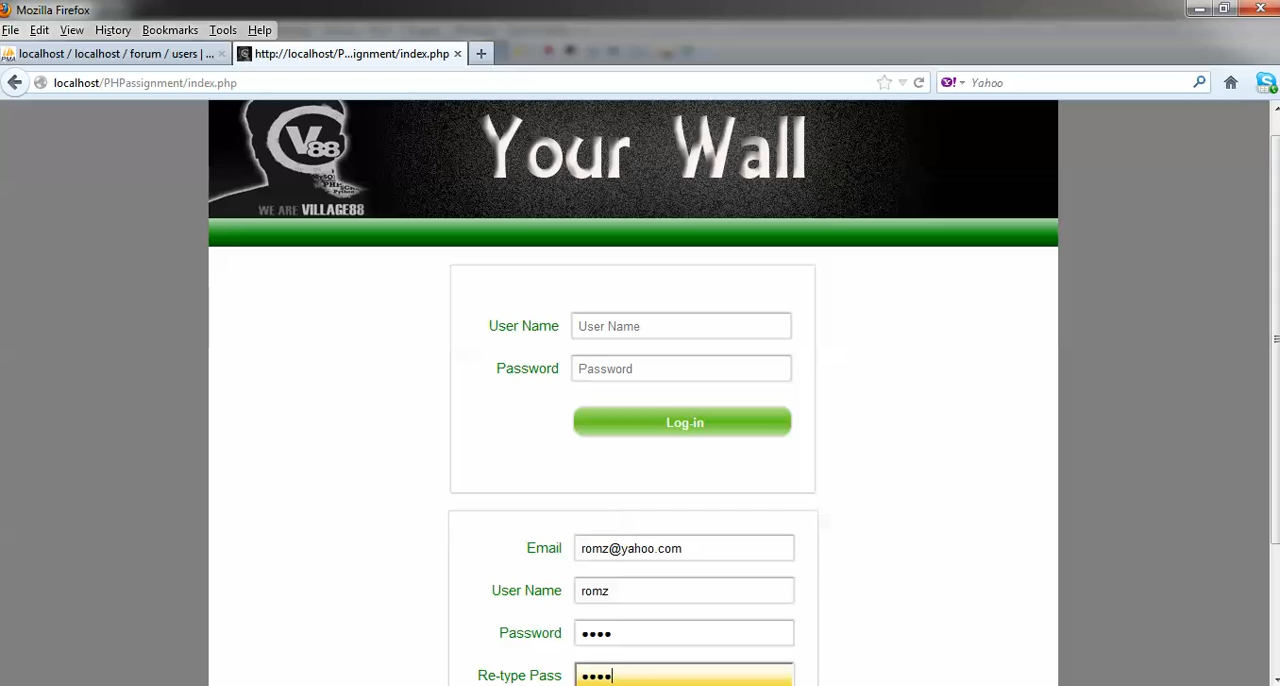 Mozilla Firefox
File Edit View History Bookmarks Tools Help
localhost / localhost / forum / users | ...
http://localhost/P...ignment/index.php
localhost/PHPassignment/index.php
Yahoo
V88
WE ARE VILLAGE88
Your Wall
User Name User Name
Password Password
Log-in
Email romz@yahoo.com
User Name romz
Password ••••
Re-type Pass ••••